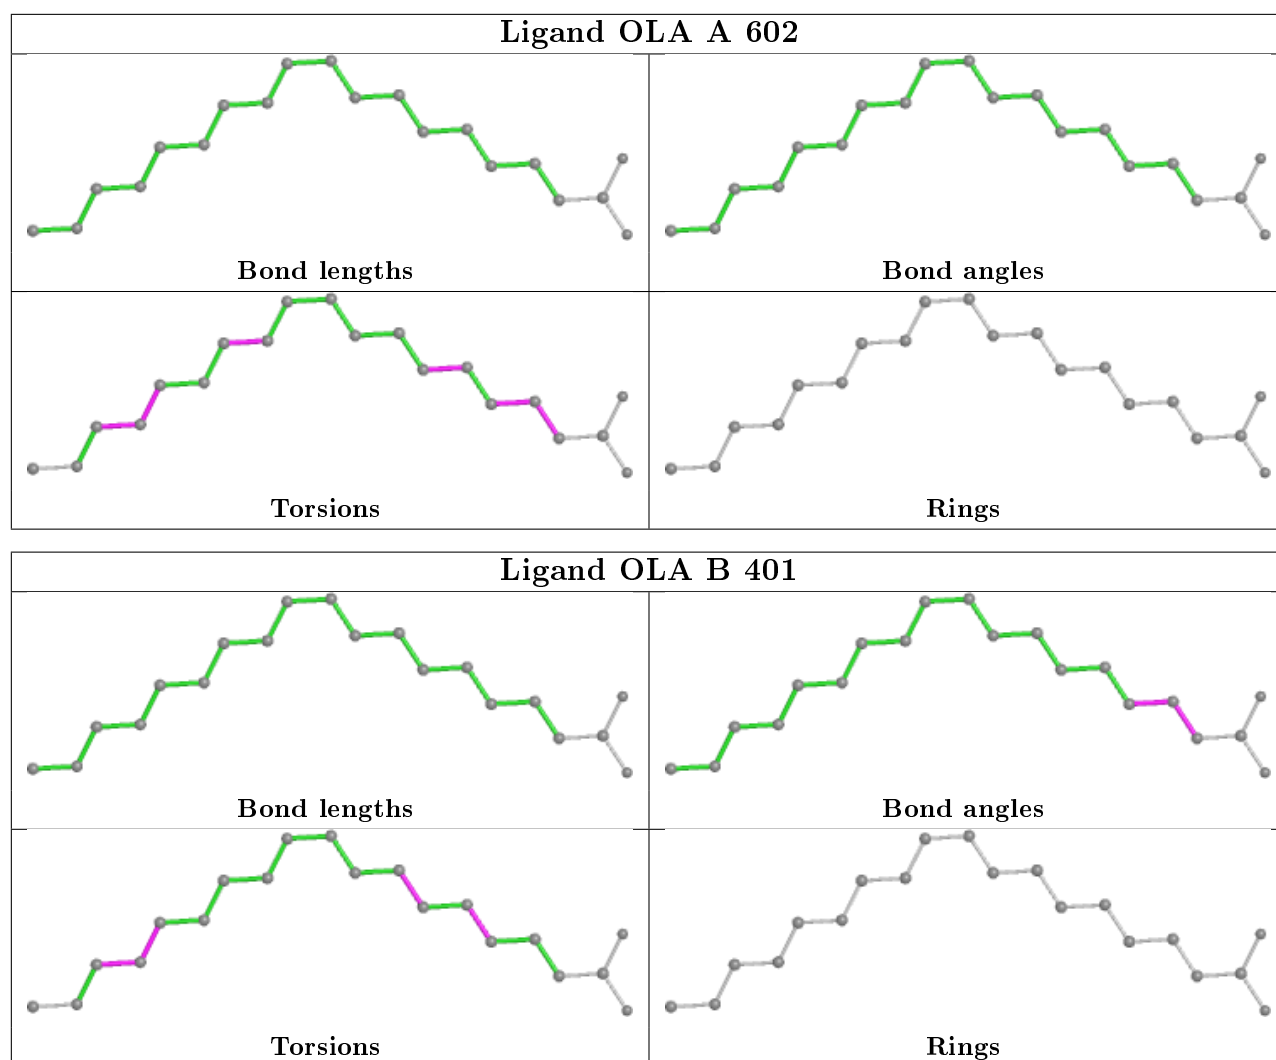 Ligand OLA A 602
Bond lengths
Bond angles
Torsions
Rings
Ligand OLA B 401
Bond lengths
Bond angles
Torsions
Rings